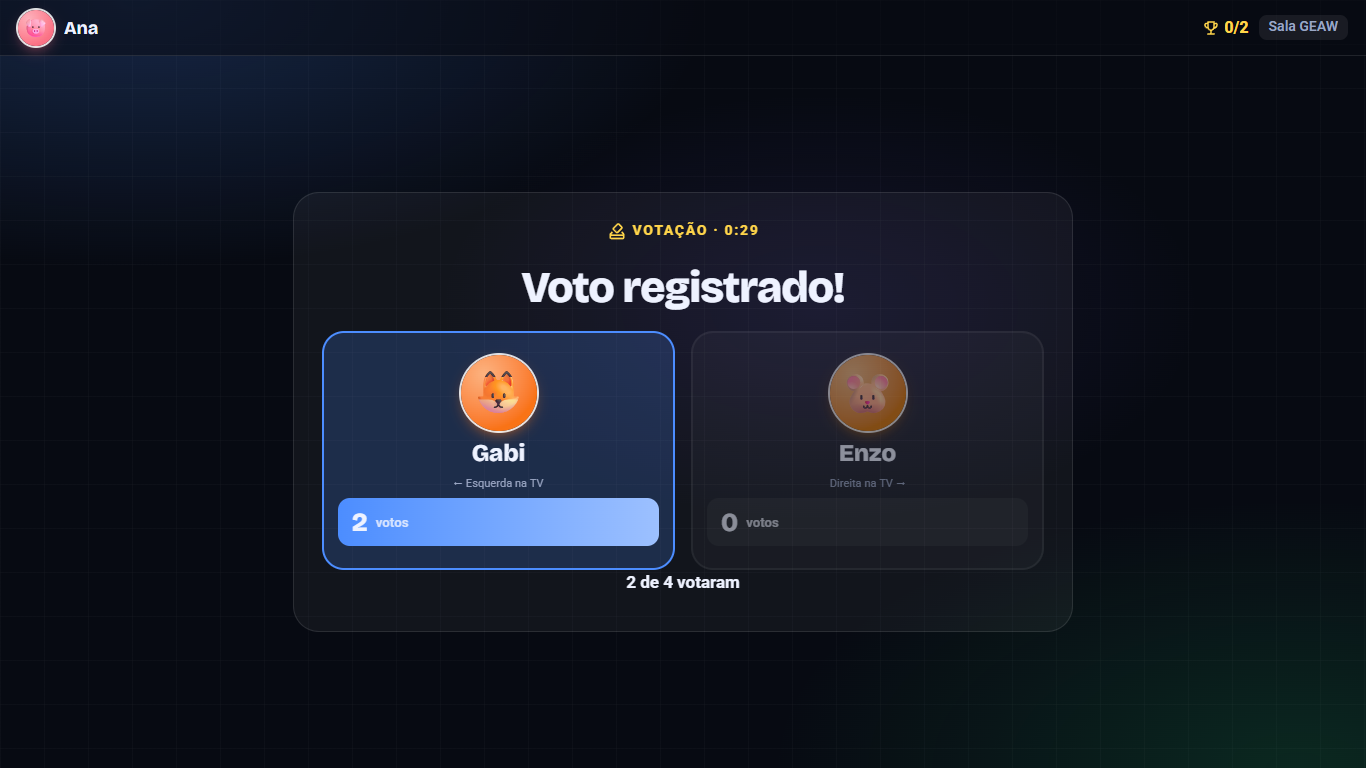 Ana
0/2
Sala GEAW
VOTAÇÃO · 0:29
Voto registrado!
Gabi
← Esquerda na TV
2 votos
Enzo
Direita na TV →
0 votos
2 de 4 votaram